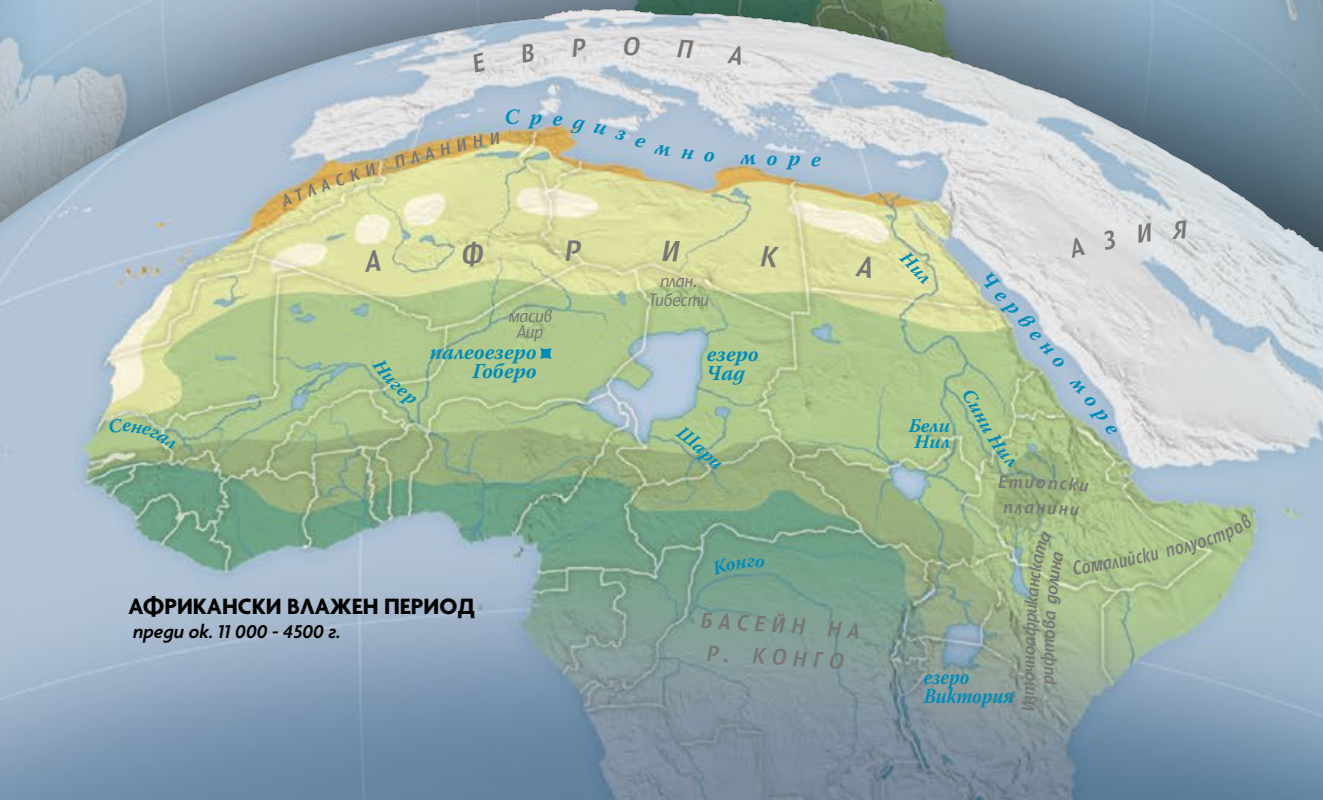 ЕВРОПА
Средиземно море
АТЛАСКИ ПЛАНИНИ
АЗИЯ
АФРИКА
Нил
Червено море
план.
Тибести
масив
Аир
палеоезеро
Гоберо
езеро
Чад
Нигер
Сенегал
Шари
Бели
Нил
Сини Нил
Етиопски
планини
Сомалийски полуостров
Източноафриканската
рифтова долина
Конго
БАСЕЙН НА
Р. КОНГО
езеро
Виктория
АФРИКАНСКИ ВЛАЖЕН ПЕРИОД
преди ок. 11 000 - 4500 г.